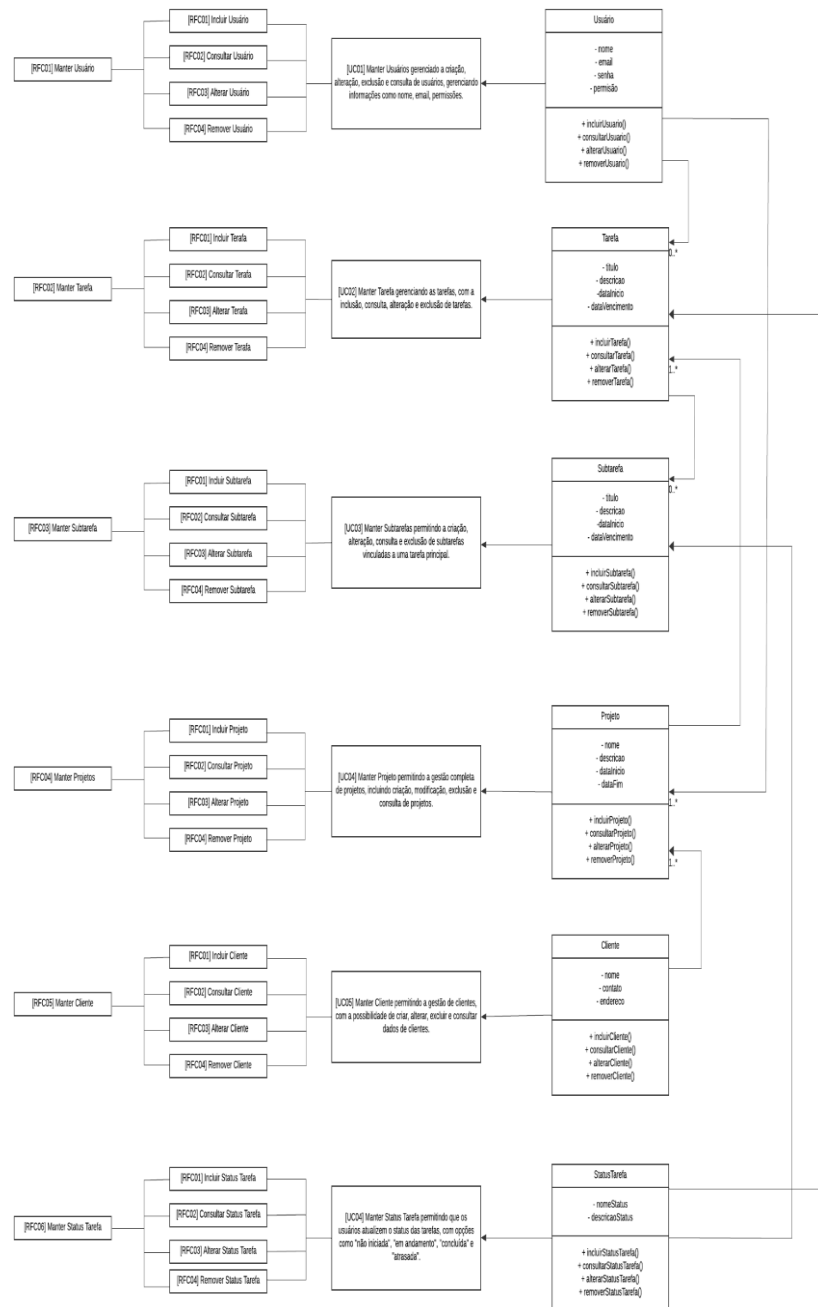 [RFC01] Manter Usuário
[RFC01] Incluir Usuário
[RFC02] Consultar Usuário
[RFC03] Alterar Usuário
[RFC04] Remover Usuário
[UC01] Manter Usuários gerenciado a criação,
alteração, exclusão e consulta de usuários, gerenciando
informações como nome, email, permissões.
Usuário
- nome
- email
- senha
- permisão
+ incluirUsuario()
+ consultarUsuario()
+ alterarUsuario()
+ removerUsuario()
[RFC02] Manter Tarefa
[RFC01] Incluir Terafa
[RFC02] Consultar Terafa
[RFC03] Alterar Terafa
[RFC04] Remover Terafa
[UC02] Manter Tarefa gerenciando as tarefas, com a
inclusão, consulta, alteração e exclusão de tarefas.
Tarefa
0..*
- titulo
- descricao
-dataInicio
- dataVencimento
+ incluirTarefa()
+ consultarTarefa()
+ alterarTarefa()
+ removerTarefa()
1..*
[RFC03] Manter Subtarefa
[RFC01] Incluir Subtarefa
[RFC02] Consultar Subtarefa
[RFC03] Alterar Subtarefa
[RFC04] Remover Subtarefa
[UC03] Manter Subtarefas permitindo a criação,
alteração, consulta e exclusão de subtarefas
vinculadas a uma tarefa principal.
Subtarefa
0..*
- titulo
- descricao
-dataInicio
- dataVencimento
+ incluirSubtarefa()
+ consultarSubtarefa()
+ alterarSubtarefa()
+ removerSubtarefa()
[RFC04] Manter Projetos
[RFC01] Incluir Projeto
[RFC02] Consultar Projeto
[RFC03] Alterar Projeto
[RFC04] Remover Projeto
[UC04] Manter Projeto permitindo a gestão completa
de projetos, incluindo criação, modificação, exclusão e
consulta de projetos.
Projeto
- nome
- descricao
- dataInicio
- dataFim
1..*
+ incluirProjeto()
+ consultarProjeto()
+ alterarProjeto()
+ removerProjeto()
1..*
[RFC05] Manter Cliente
[RFC01] Incluir Cliente
[RFC02] Consultar Cliente
[RFC03] Alterar Cliente
[RFC04] Remover Cliente
[UC05] Manter Cliente permitindo a gestão de clientes,
com a possibilidade de criar, alterar, excluir e consultar
dados de clientes.
Cliente
- nome
- contato
- endereco
+ incluirCliente()
+ consultarCliente()
+ alterarCliente()
+ removerCliente()
[RFC06] Manter Status Tarefa
[RFC01] Incluir Status Tarefa
[RFC02] Consultar Status Tarefa
[RFC03] Alterar Status Tarefa
[RFC04] Remover Status Tarefa
[UC04] Manter Status Tarefa permitindo que os
usuários atualizem o status das tarefas, com opções
como "não iniciada", "em andamento", "concluída" e
"atrasada".
StatusTarefa
- nomeStatus
- descricaoStatus
+ incluirStatusTarefa()
+ consultarStatusTarefa()
+ alterarStatusTarefa()
+ removerStatusTarefa()